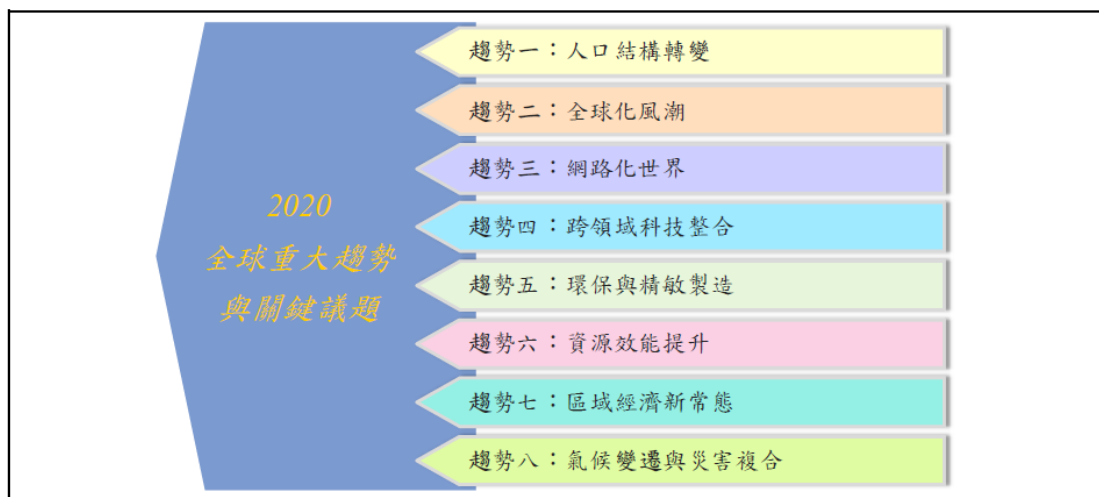 2020
全球重大趨勢
與關鍵議題
趨勢一：人口結構轉變
趨勢二：全球化風潮
趨勢三：網路化世界
趨勢四：跨領域科技整合
趨勢五：環保與精敏製造
趨勢六：資源效能提升
趨勢七：區域經濟新常態
趨勢八：氣候變遷與災害複合